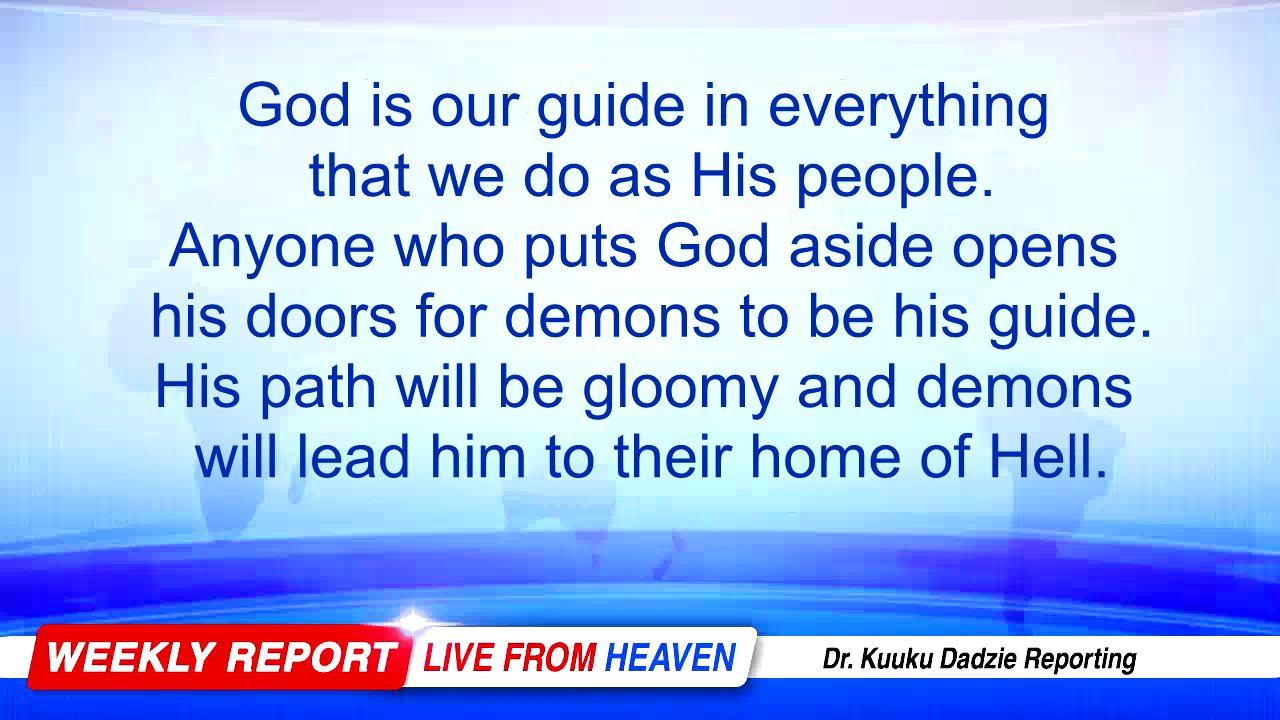 God is our guide in everything
that we do as His people.
Anyone who puts God aside opens
his doors for demons to be his guide.
His path will be gloomy and demons
will lead him to their home of Hell.
WEEKLY REPORT LIVE FROM HEAVEN Dr. Kuuku Dadzie Reporting